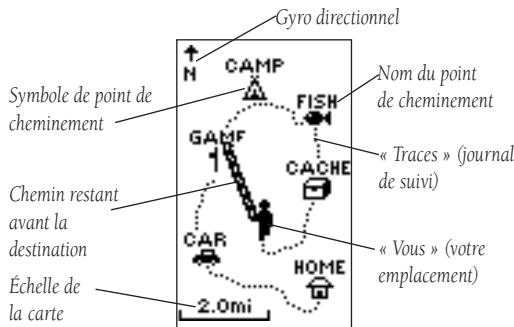 Gyro directionnel
N
CAMP
Symbole de point de
cheminement
FISH
Nom du point
de cheminement
GAME
« Traces » (journal
de suivi)
CACHE
Chemin restant
avant la
destination
CAR
« Vous » (votre
emplacement)
HOME
Échelle de
la carte
2.0mi